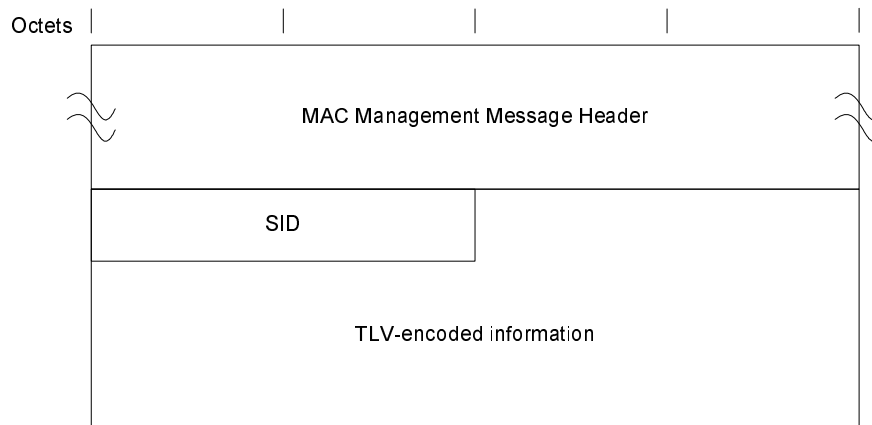 Octets
MAC Management Message Header
SID
TLV-encoded information